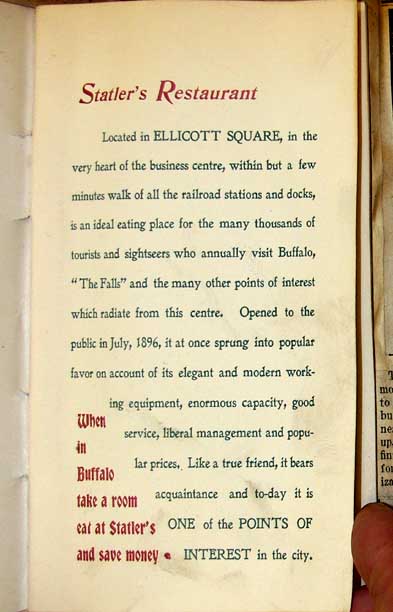 Statler's Restaurant
Located in ELLICOTT SQUARE, in the
very heart of the business centre, within but a few
minutes walk of all the railroad stations and docks,
is an ideal eating place for the many thousands of
tourists and sightseers who annually visit Buffalo,
"The Falls" and the many other points of interest
which radiate from this centre. Opened to the
public in July, 1896, it at once sprung into popular
favor on account of its elegant and modern work-
ing equipment, enormous capacity, good
service, liberal management and popu-
lar prices. Like a true friend, it bears
acquaintance and to-day it is
ONE of the POINTS OF
INTEREST in the city.
When
in
Buffalo
take a room
eat at $tatler's
and save money